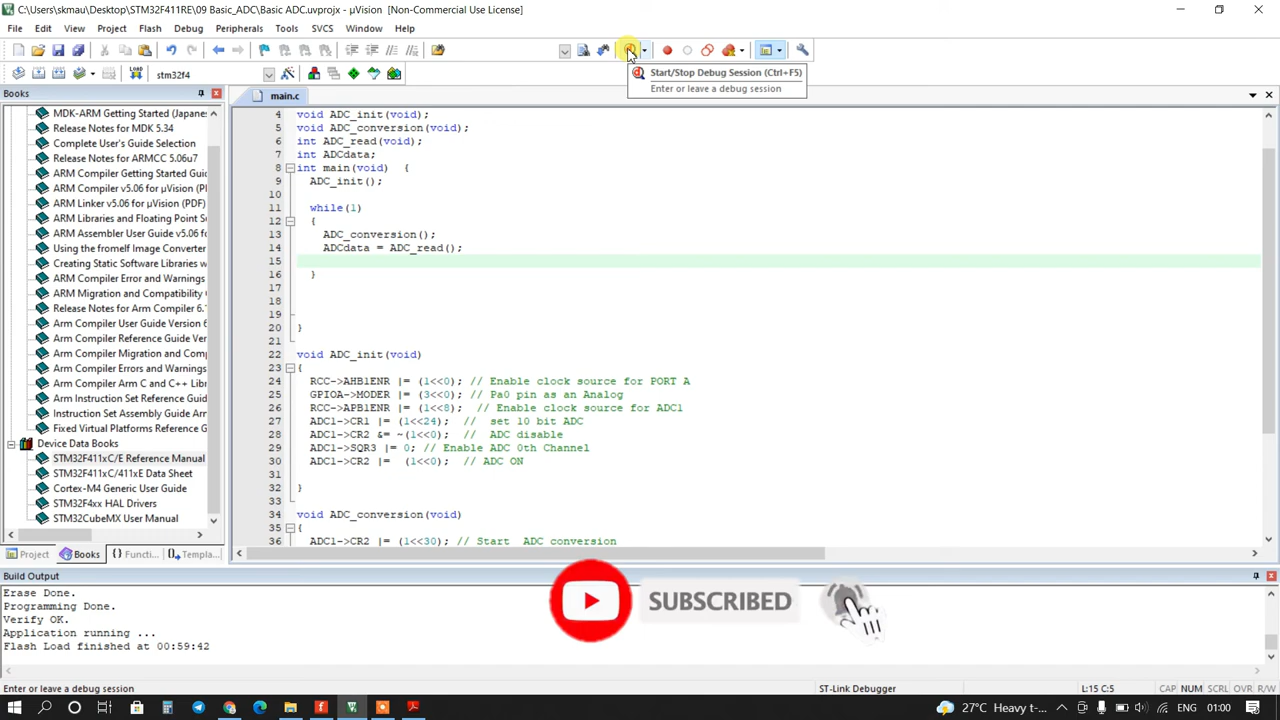 C:\Users\skmau\Desktop\STM32F411RE\09 Basic_ADC\Basic ADC.uvprojx - µVision [Non-Commercial Use License]
File Edit View Project Flash Debug Peripherals Tools SVCS Window Help
Start/Stop Debug Session (Ctrl+F5)
Enter or leave a debug session
LOAD
stm32f4
Books
MDK-ARM Getting Started (Japanes
Release Notes for MDK 5.34
Complete User's Guide Selection
Release Notes for ARMCC 5.06u7
ARM Compiler Getting Started Gu
ARM Compiler v5.06 for µVision (P
ARM Linker v5.06 for µVision (PDF)
ARM Libraries and Floating Point Su
ARM Assembler User Guide v5.06 f
Using the fromelf Image Converter
Creating Static Software Libraries w
ARM Compiler Error and Warnings
ARM Migration and Compatibility
Release Notes for Arm Compiler 6.1
Arm Compiler User Guide Version 6
Arm Compiler Reference Guide Ver
Arm Compiler Migration and Comp
Arm Compiler Errors and Warnings
Arm Compiler Arm C and C++ Libr
Arm Instruction Set Reference Guid
Instruction Set Assembly Guide Arm
Fixed Virtual Platforms Reference G
Device Data Books
STM32F411xC/E Reference Manual
STM32F411xC/411xE Data Sheet
Cortex-M4 Generic User Guide
STM32F4xx HAL Drivers
STM32CubeMX User Manual
Project Books {} Functi... Templa...
main.c
4 void ADC_init(void);
5 void ADC_conversion(void);
6 int ADC_read(void);
7 int ADCdata;
8 int main(void) {
9 ADC_init();
10
11 while(1)
12 {
13 ADC_conversion();
14 ADCdata = ADC_read();
15
16 }
17
18
19
20 }
21
22 void ADC_init(void)
23 {
24 RCC->AHB1ENR |= (1<<0); // Enable clock source for PORT A
25 GPIOA->MODER |= (3<<0); // Pa0 pin as an Analog
26 RCC->APB1ENR |= (1<<8); // Enable clock source for ADC1
27 ADC1->CR1 |= (1<<24); // set 10 bit ADC
28 ADC1->CR2 &= ~(1<<0); // ADC disable
29 ADC1->SQR3 |= 0; // Enable ADC 0th Channel
30 ADC1->CR2 |= (1<<0); // ADC ON
31
32 }
33
34 void ADC_conversion(void)
35 {
36 ADC1->CR2 |= (1<<30); // Start ADC conversion
Build Output
Erase Done.
Programming Done.
Verify OK.
Application running ...
Flash Load finished at 00:59:42
SUBSCRIBED
Enter or leave a debug session ST-Link Debugger L:15 C:5 CAP NUM SCRL OVR R/W
27°C Heavy t... ENG 01:00